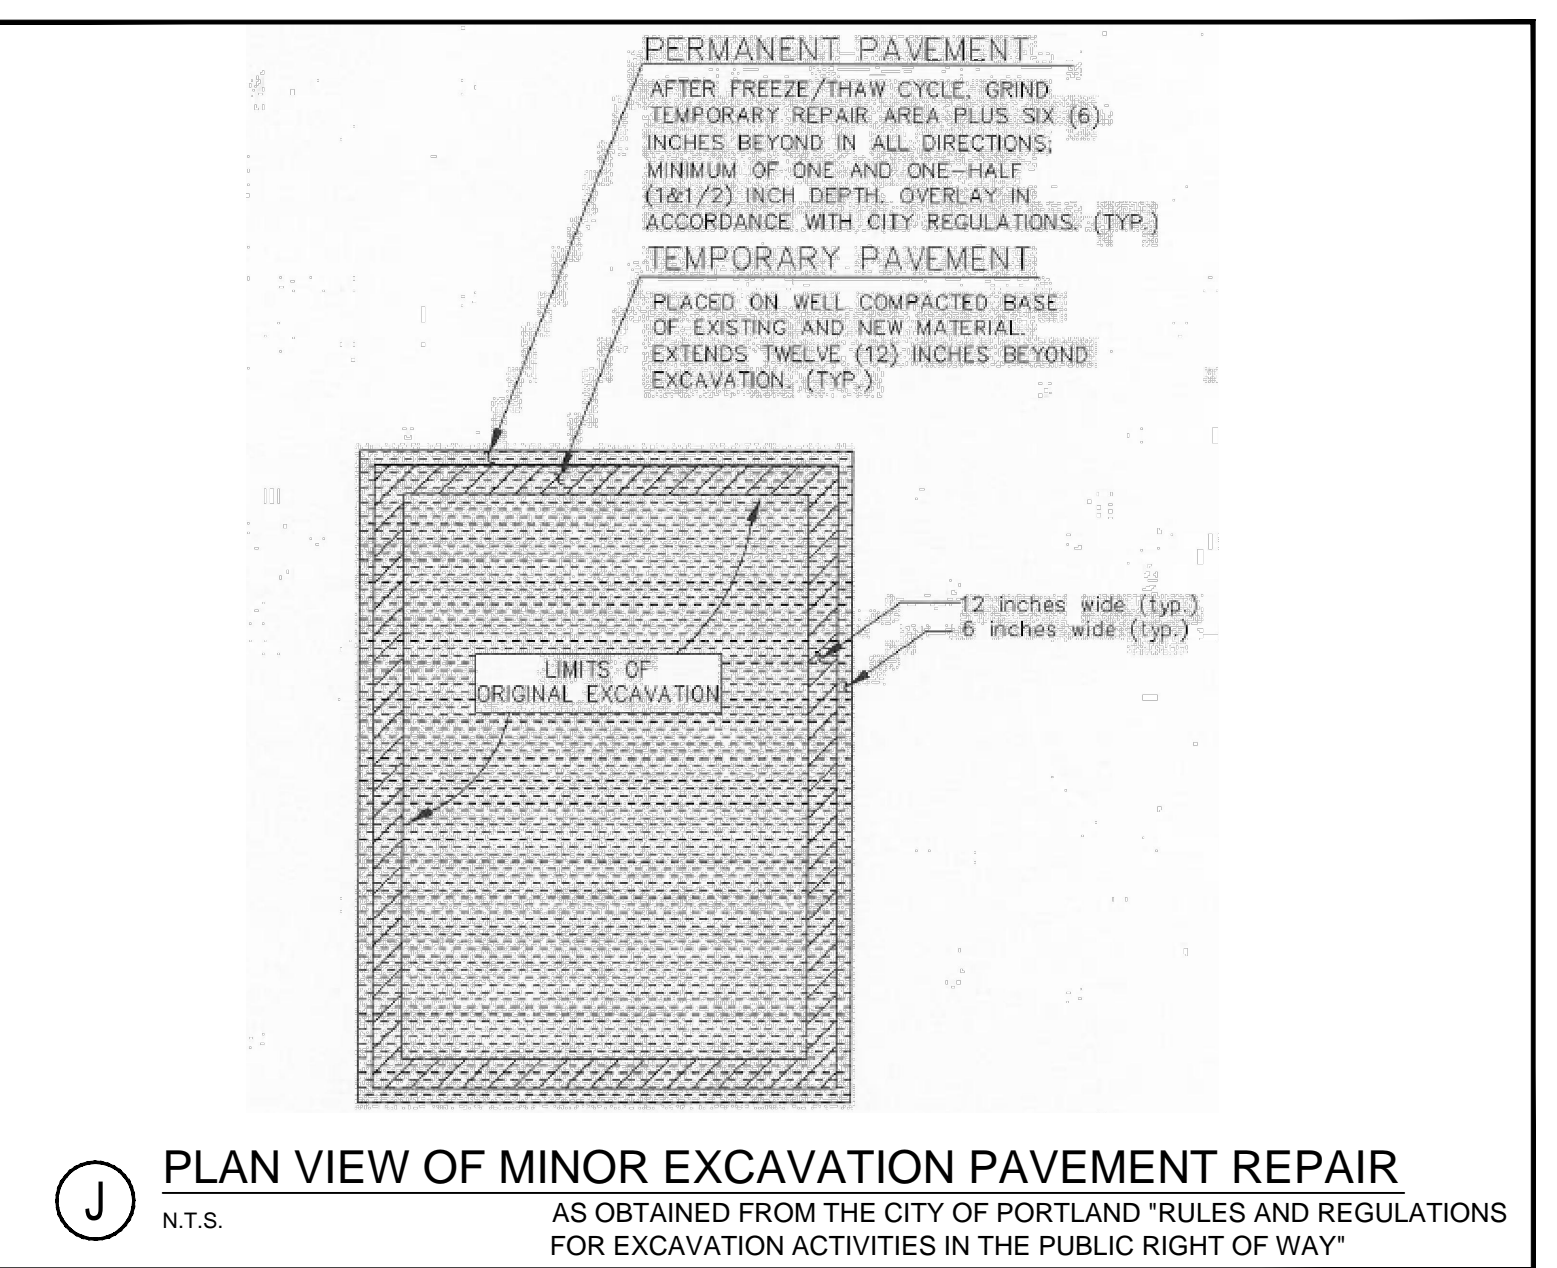 PERMANENT PAVEMENT
AFTER FREEZE/THAW CYCLE, GRIND
TEMPORARY REPAIR AREA PLUS SIX (6)
INCHES BEYOND IN ALL DIRECTIONS;
MINIMUM OF ONE AND ONE-HALF
(1&1/2) INCH DEPTH. OVERLAY IN
ACCORDANCE WITH CITY REGULATIONS. (TYP.)
TEMPORARY PAVEMENT
PLACED ON WELL COMPACTED BASE
OF EXISTING AND NEW MATERIAL.
EXTENDS TWELVE (12) INCHES BEYOND
EXCAVATION. (TYP.)
12 inches wide (typ.)
6 inches wide (typ.)
LIMITS OF
ORIGINAL EXCAVATION
J
PLAN VIEW OF MINOR EXCAVATION PAVEMENT REPAIR
N.T.S.
AS OBTAINED FROM THE CITY OF PORTLAND "RULES AND REGULATIONS
FOR EXCAVATION ACTIVITIES IN THE PUBLIC RIGHT OF WAY"